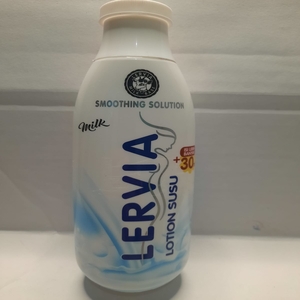 SMOOTHING SOLUTION
Milk
LERVIA
LOTION SUSU
+30